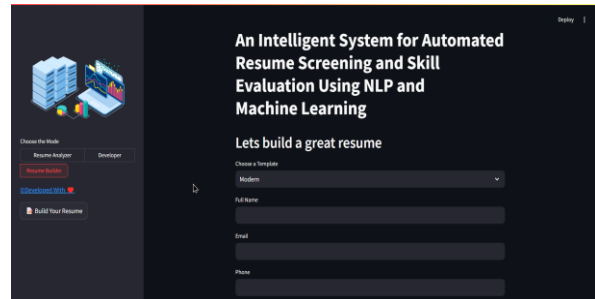 Deploy
An Intelligent System for Automated
Resume Screening and Skill
Evaluation Using NLP and
Machine Learning
Choose the Mode
Resume Analyzer
Developer
Resume Builder
©Developed With ❤
Build Your Resume
Lets build a great resume
Choose a Template
Modern
Full Name
Email
Phone